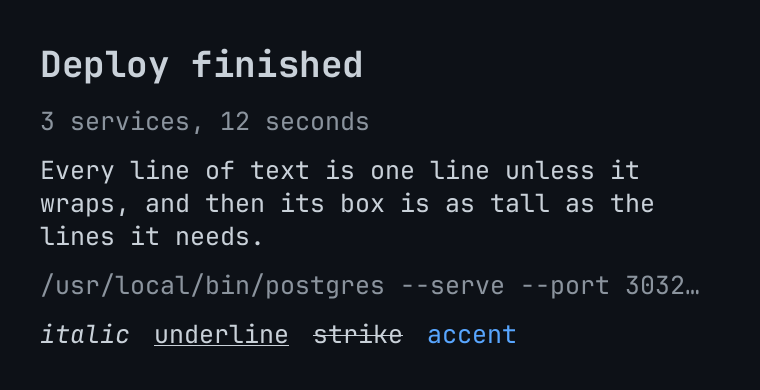 Deploy finished
3 services, 12 seconds
Every line of text is one line unless it
wraps, and then its box is as tall as the
lines it needs.
/usr/local/bin/postgres --serve --port 3032…
italic underline strike accent